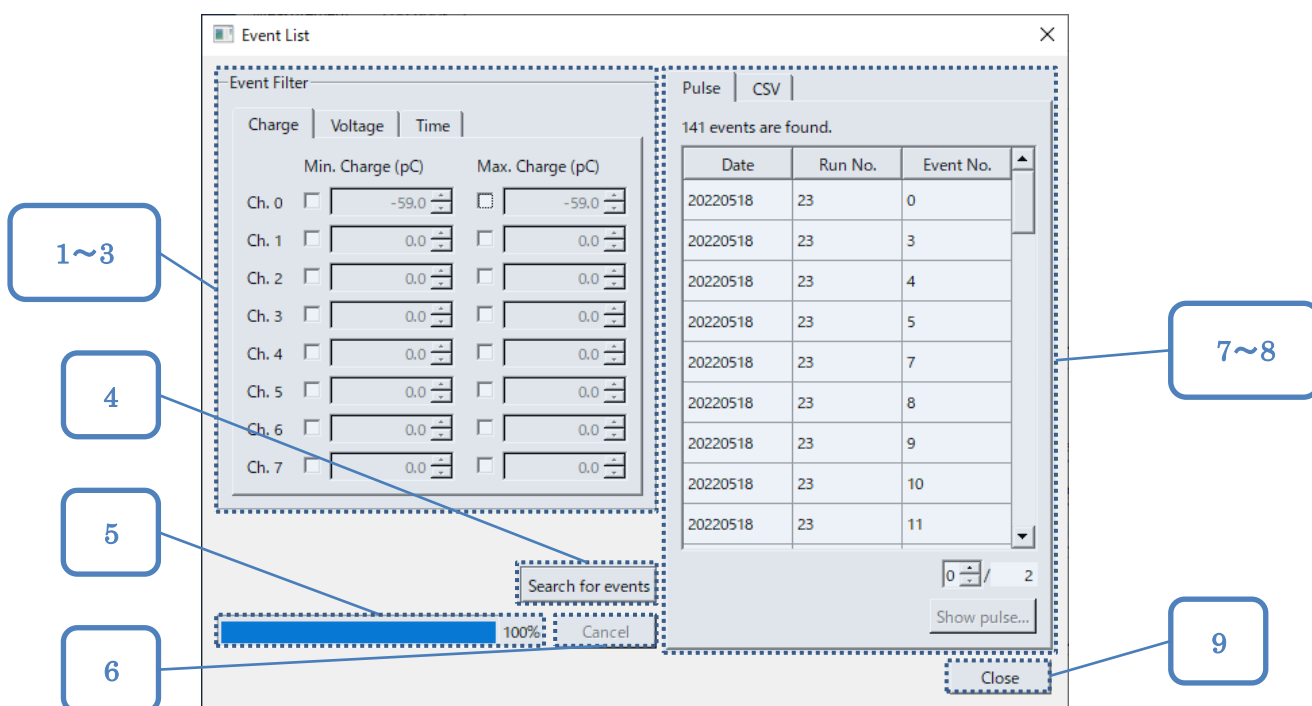 Event List
Event Filter
Charge Voltage Time
Min. Charge (pC) Max. Charge (pC)
Ch. 0 -59.0 -59.0
Ch. 1 0.0 0.0
Ch. 2 0.0 0.0
Ch. 3 0.0 0.0
Ch. 4 0.0 0.0
Ch. 5 0.0 0.0
Ch. 6 0.0 0.0
Ch. 7 0.0 0.0
Search for events
100% Cancel
Pulse CSV
141 events are found.
Date Run No. Event No.
20220518 23 0
20220518 23 3
20220518 23 4
20220518 23 5
20220518 23 7
20220518 23 8
20220518 23 9
20220518 23 10
20220518 23 11
0 / 2
Show pulse...
Close
1～3
4
5
6
7～8
9